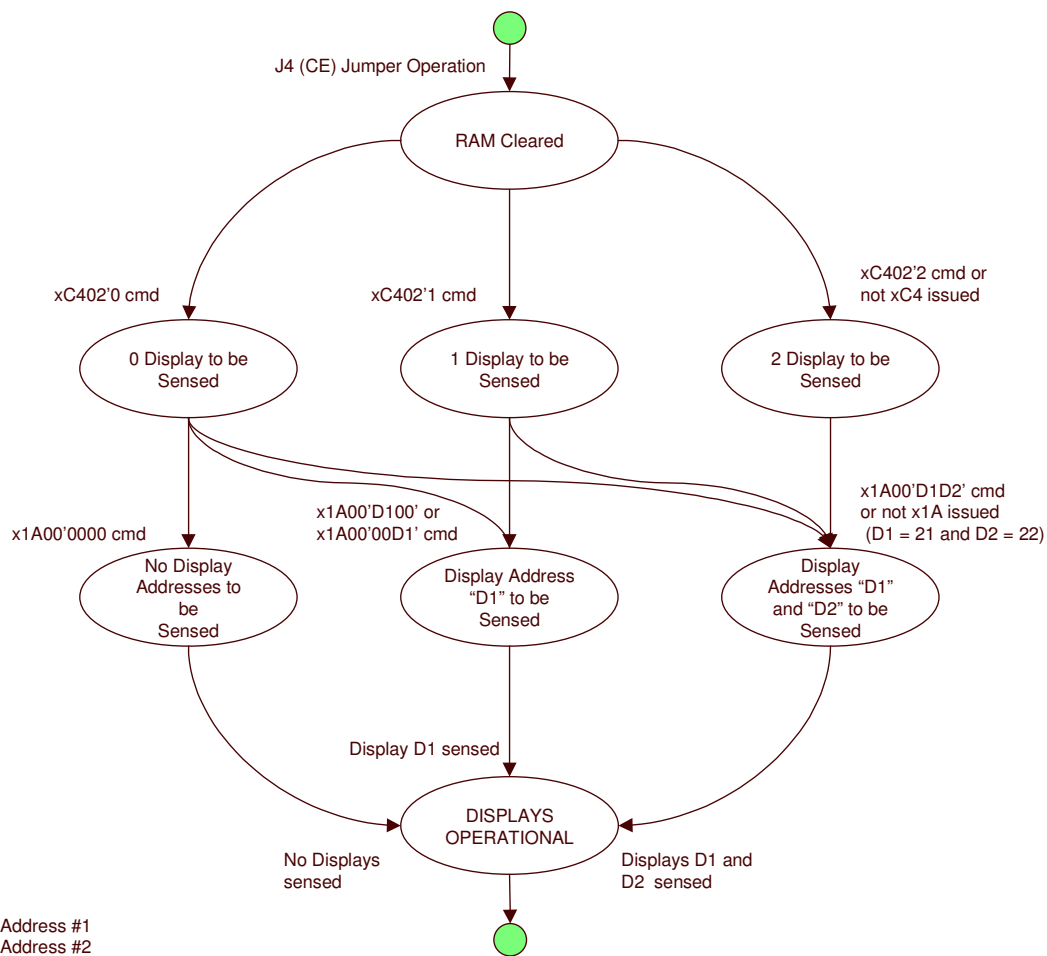 J4 (CE) Jumper Operation
RAM Cleared
xC402'0 cmd
xC402'1 cmd
xC402'2 cmd or
not xC4 issued
0 Display to be
Sensed
1 Display to be
Sensed
2 Display to be
Sensed
x1A00'0000 cmd
x1A00'D100' or
x1A00'00D1' cmd
x1A00'D1D2' cmd
or not x1A issued
(D1 = 21 and D2 = 22)
No Display
Addresses to
be
Sensed
Display Address
“D1” to be
Sensed
Display
Addresses “D1”
and “D2” to be
Sensed
Display D1 sensed
DISPLAYS
OPERATIONAL
No Displays
sensed
Displays D1 and
D2 sensed
Address #1
Address #2